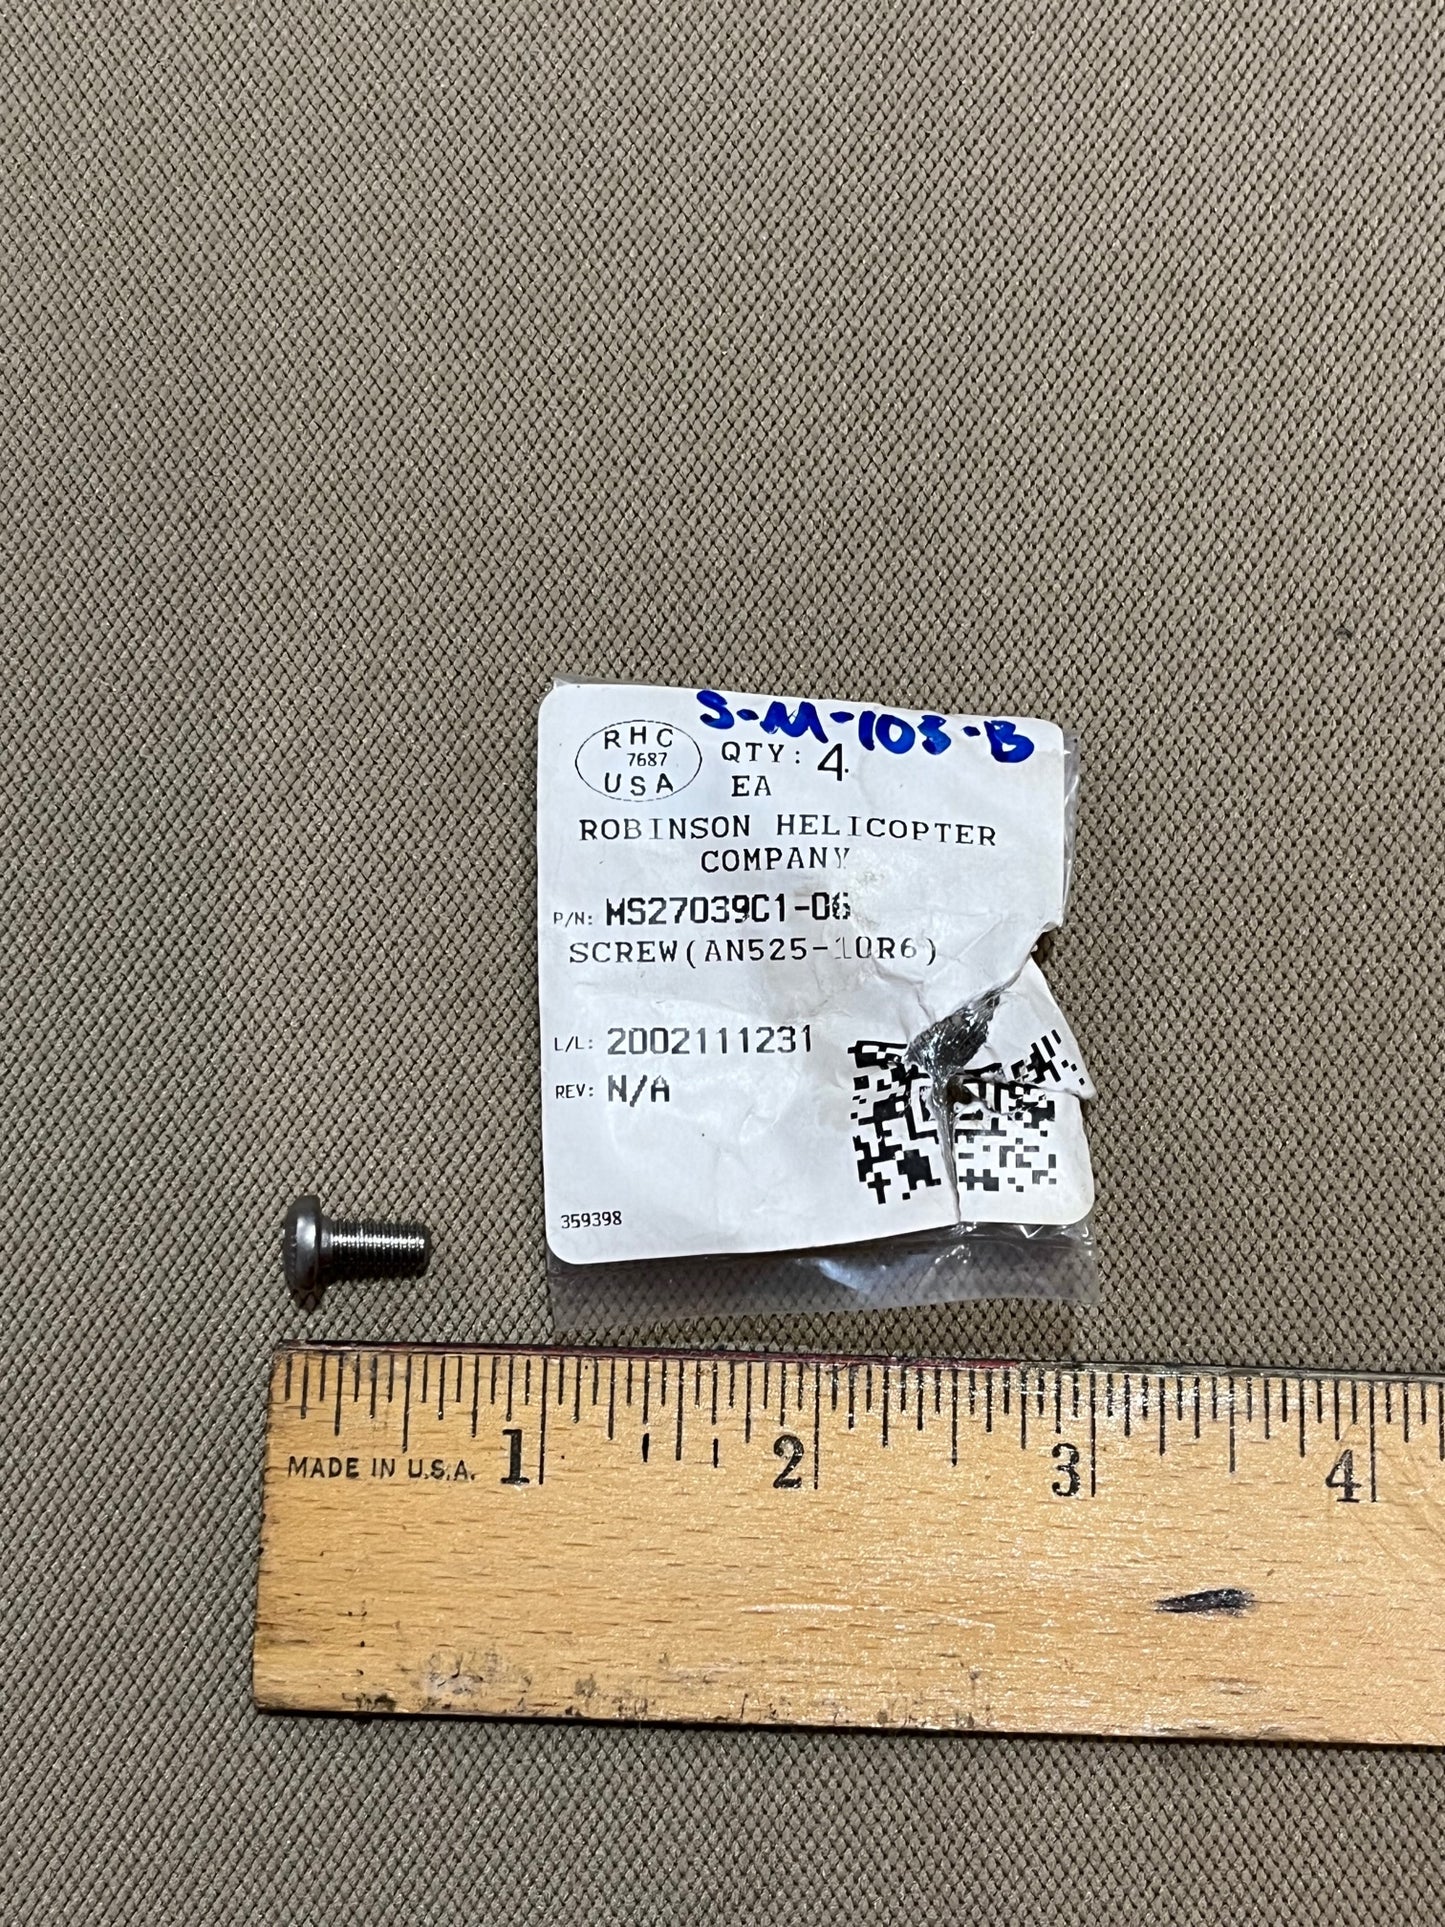 S-M-103-B
RHC
7687
USA
QTY: 4
EA
ROBINSON HELICOPTER
COMPANY
P/N: MS27039C1-06
SCREW(AN525-10R6)
L/L: 2002111231
REV: N/A
359398
1 2 3 4
MADE IN U.S.A.